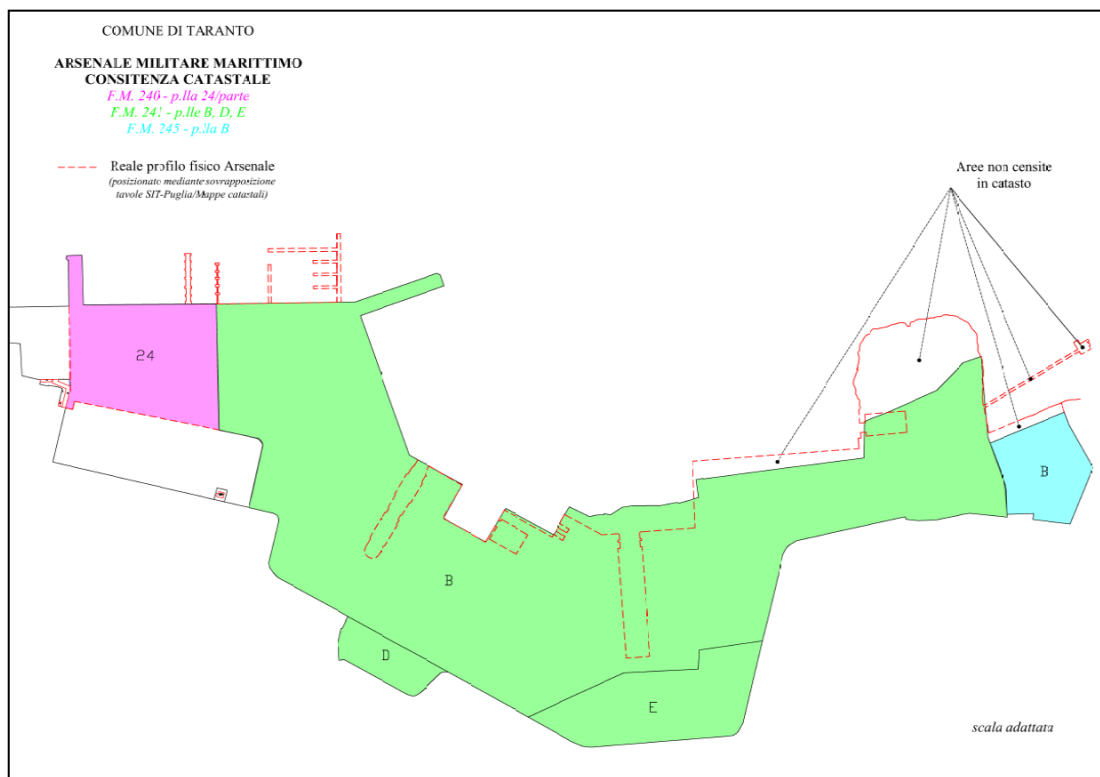 COMUNE DI TARANTO
ARSENALE MILITARE MARITTIMO
CONSITENZA CATASTALE
F.M. 240 - p.lla 24/parte
F.M. 241 - p.lle B, D, E
F.M. 245 - p.lla B
Reale profilo fisico Arsenale
(posizionato mediante sovrapposizione
tavole SIT-Puglia/Mappe catastali)
Aree non censite
in catasto
24
B
B
D
E
scala adattata